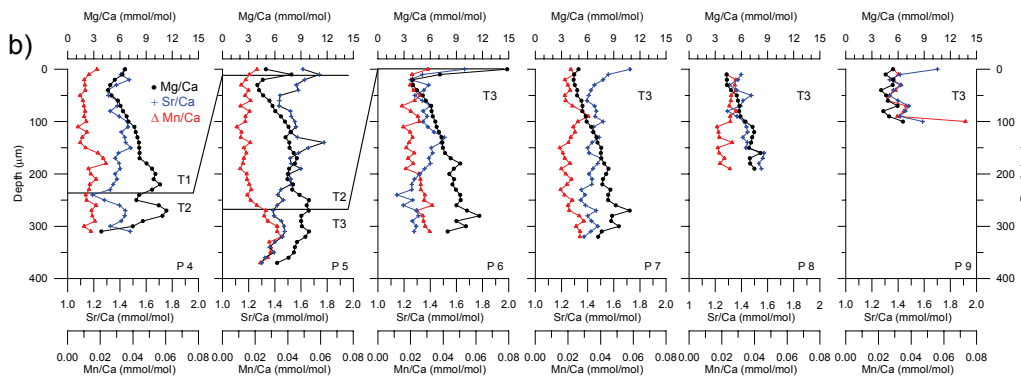 b)
Mg/Ca (mmol/mol) Mg/Ca (mmol/mol) Mg/Ca (mmol/mol) Mg/Ca (mmol/mol) Mg/Ca (mmol/mol) Mg/Ca (mmol/mol)
0 3 6 9 12 15 0 3 6 9 12 15 0 3 6 9 12 15 0 3 6 9 12 15 0 3 6 9 12 15 0 3 6 9 12 15
0 100 200 300 400
Depth (µm)
Mg/Ca
Sr/Ca
Mn/Ca
T1
T2
P 4
T2
T3
P 5
T3
P 6
T3
P 7
T3
P 8
T3
P 9
0 100 200 300 400
1.0 1.2 1.4 1.6 1.8 2.0 1.0 1.2 1.4 1.6 1.8 2.0 1.0 1.2 1.4 1.6 1.8 2.0 1.0 1.2 1.4 1.6 1.8 2.0 1 1.2 1.4 1.6 1.8 2 1.0 1.2 1.4 1.6 1.8 2.0
Sr/Ca (mmol/mol) Sr/Ca (mmol/mol) Sr/Ca (mmol/mol) Sr/Ca (mmol/mol) Sr/Ca (mmol/mol) Sr/Ca (mmol/mol)
0.00 0.02 0.04 0.06 0.08 0.00 0.02 0.04 0.06 0.08 0.00 0.02 0.04 0.06 0.08 0.00 0.02 0.04 0.06 0.08 0.00 0.02 0.04 0.06 0.08 0.00 0.02 0.04 0.06 0.08
Mn/Ca (mmol/mol) Mn/Ca (mmol/mol) Mn/Ca (mmol/mol) Mn/Ca (mmol/mol) Mn/Ca (mmol/mol) Mn/Ca (mmol/mol)